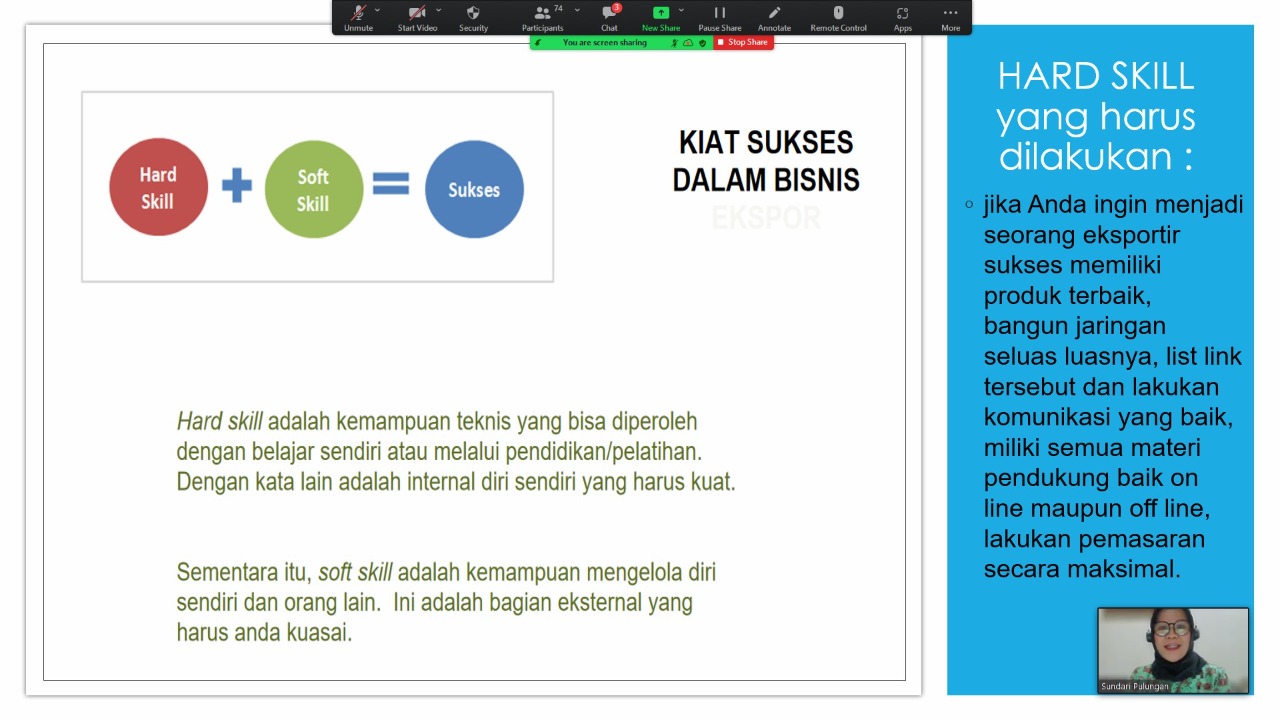 Unmute
Start Video
Security
Participants
74
Chat
3
New Share
Pause Share
Annotate
Remote Control
Apps
More
You are screen sharing
Stop Share
Hard
Skill
Soft
Skill
Sukses
KIAT SUKSES
DALAM BISNIS
EKSPOR
Hard skill adalah kemampuan teknis yang bisa diperoleh
dengan belajar sendiri atau melalui pendidikan/pelatihan.
Dengan kata lain adalah internal diri sendiri yang harus kuat.
Sementara itu, soft skill adalah kemampuan mengelola diri
sendiri dan orang lain.  Ini adalah bagian eksternal yang
harus anda kuasai.
HARD SKILL
yang harus
dilakukan :
jika Anda ingin menjadi
seorang eksportir
sukses memiliki
produk terbaik,
bangun jaringan
seluas luasnya, list link
tersebut dan lakukan
komunikasi yang baik,
miliki semua materi
pendukung baik on
line maupun off line,
lakukan pemasaran
secara maksimal.
Sundari Pulungan